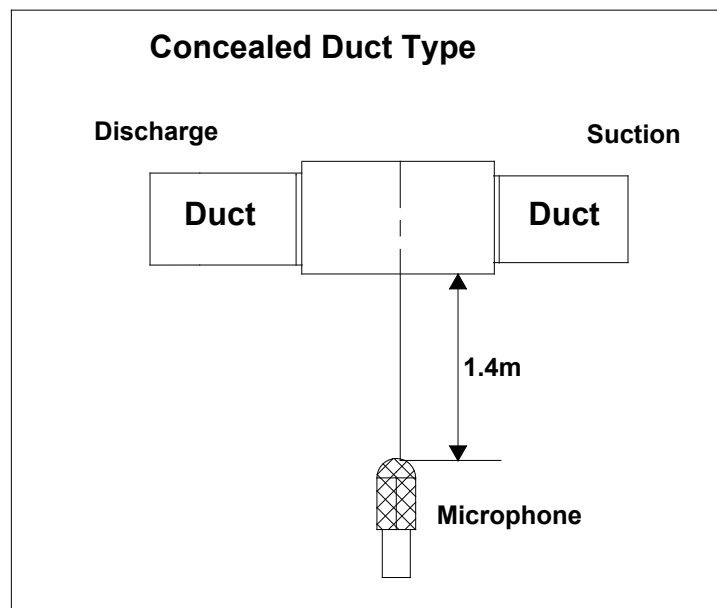 Concealed Duct Type
Discharge
Suction
Duct
Duct
1.4m
Microphone